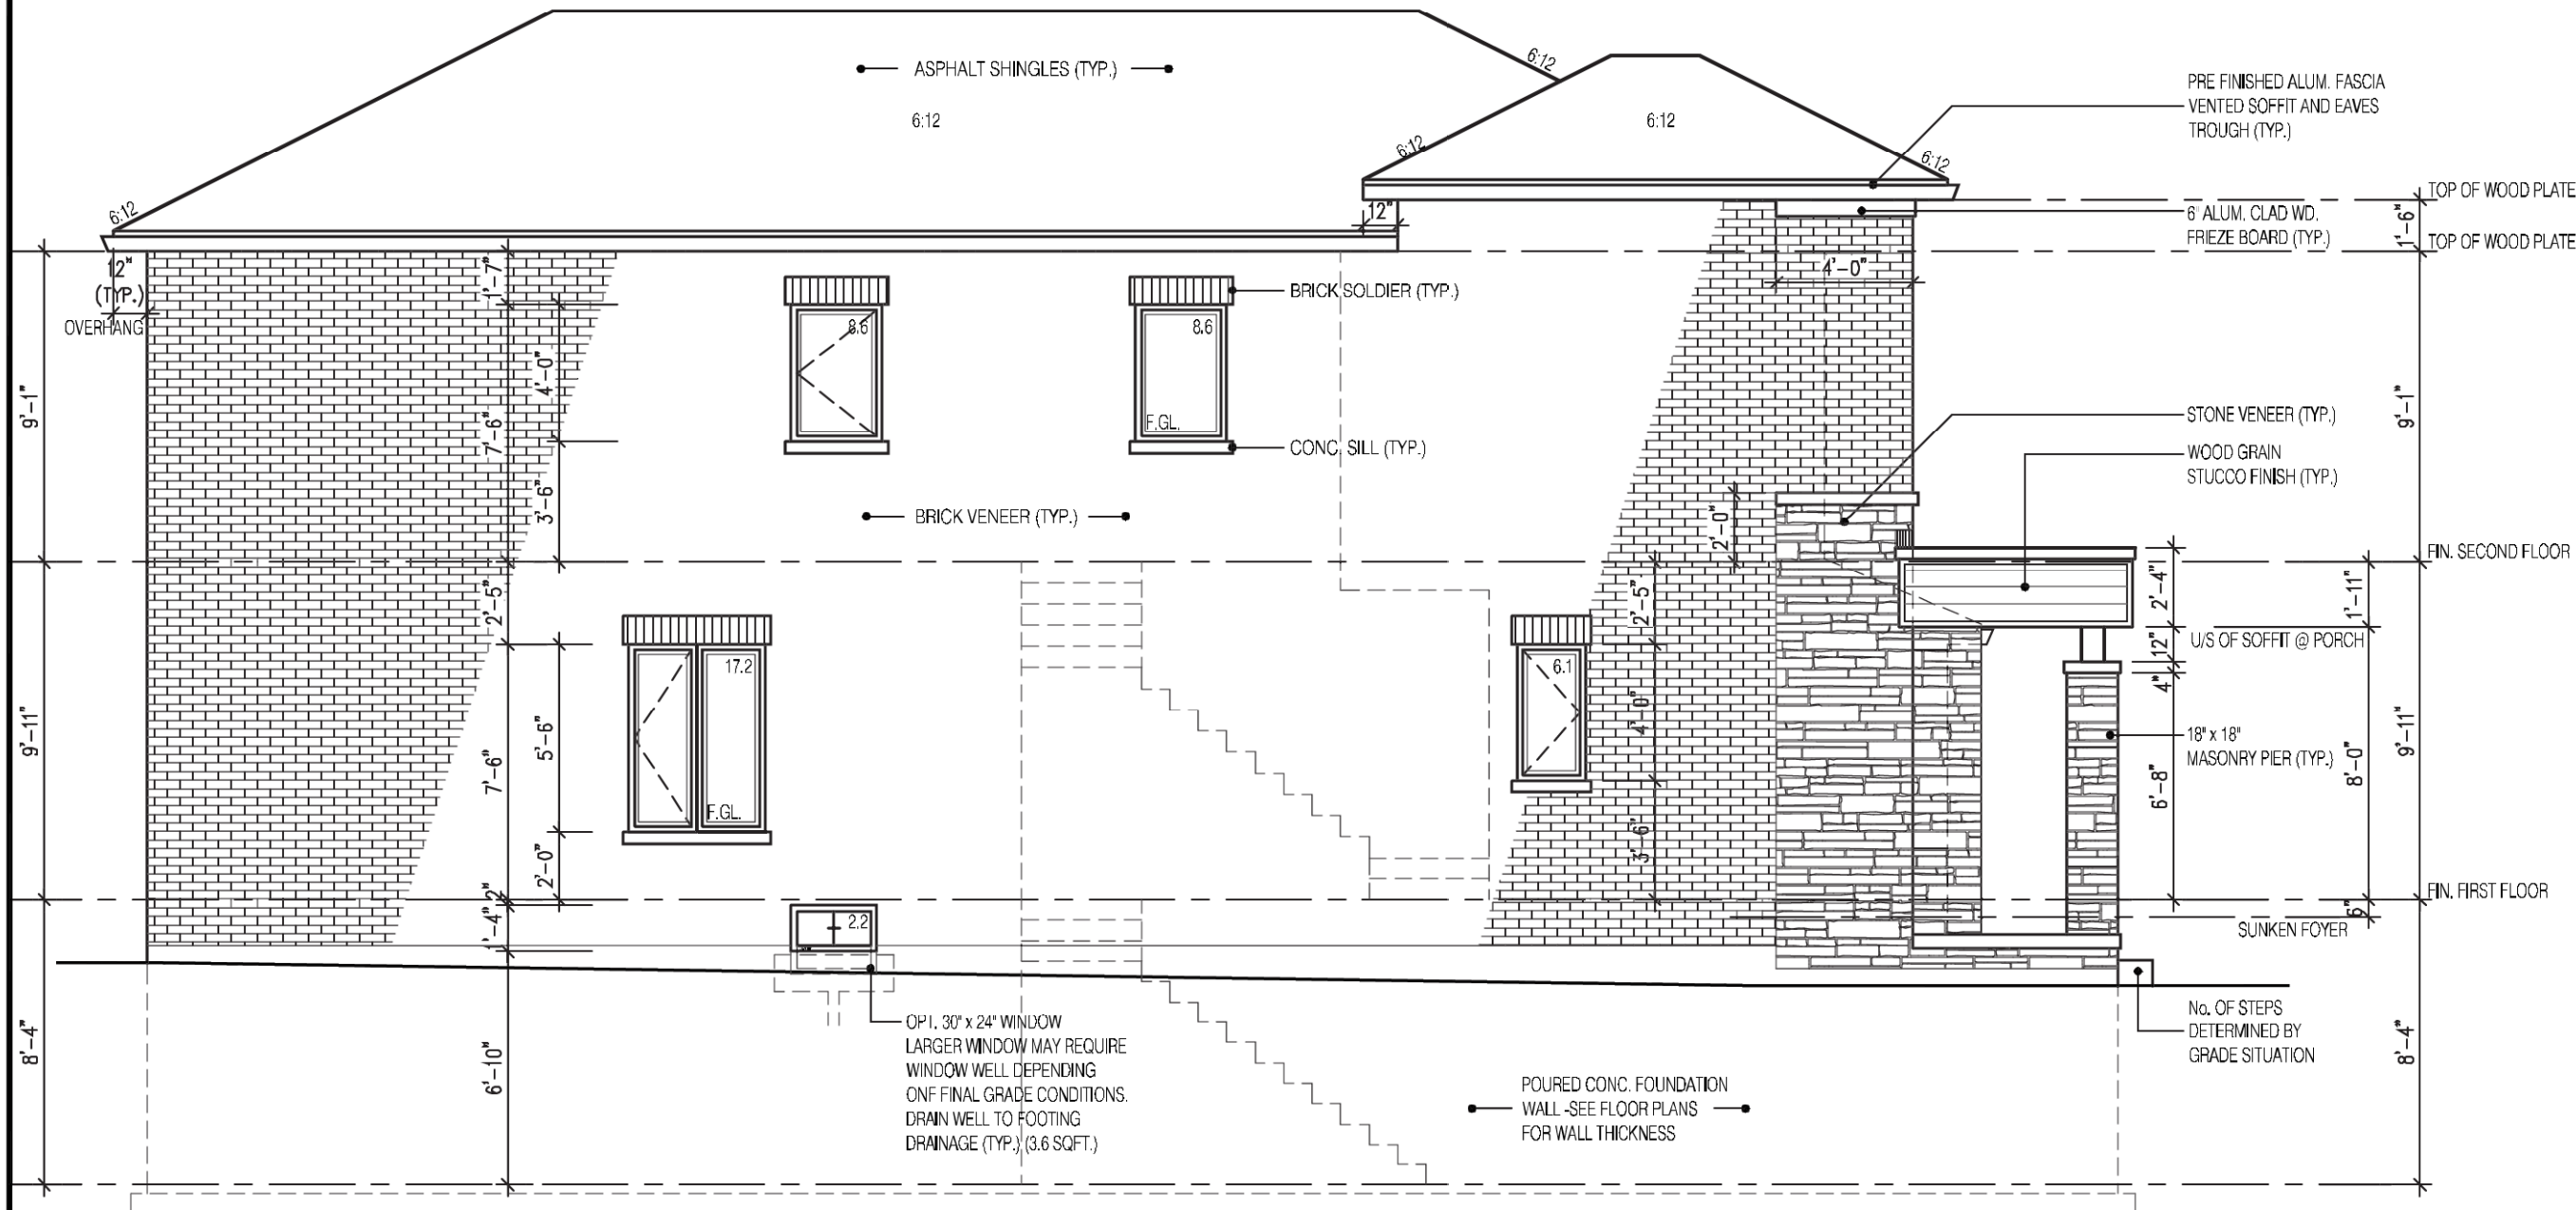 ASPHALT SHINGLES (TYP.)
6:12
6:12
6:12
6:12
6:12
6:12
PRE FINISHED ALUM. FASCIA
VENTED SOFFIT AND EAVES
TROUGH (TYP.)
TOP OF WOOD PLATE
6" ALUM. CLAD WD.
FRIEZE BOARD (TYP.)
1'-6"
TOP OF WOOD PLATE
12"
12"
(TYP.)
OVERHANG
1'-7"
4'-0"
BRICK SOLDIER (TYP.)
8.6
8.6
F.GL.
CONC. SILL (TYP.)
9'-1"
7'-6"
4'-0"
3'-6"
BRICK VENEER (TYP.)
2'-0"
9'-1"
STONE VENEER (TYP.)
WOOD GRAIN
STUCCO FINISH (TYP.)
FIN. SECOND FLOOR
2'-5"
2'-5"
2'-4"
1'-11"
U/S OF SOFFIT @ PORCH
12"
4"
17.2
F.GL.
6.1
9'-11"
7'-6"
5'-6"
2'-0"
4'-0"
3'-6"
18" x 18"
MASONRY PIER (TYP.)
6'-8"
8'-0"
9'-11"
FIN. FIRST FLOOR
2"
1'-4"
2.2
6"
SUNKEN FOYER
8'-4"
6'-10"
OPT. 30" x 24" WINDOW
LARGER WINDOW MAY REQUIRE
WINDOW WELL DEPENDING
ONF FINAL GRADE CONDITIONS.
DRAIN WELL TO FOOTING
DRAINAGE (TYP.) (3.6 SQFT.)
POURED CONC. FOUNDATION
WALL -SEE FLOOR PLANS
FOR WALL THICKNESS
No. OF STEPS
DETERMINED BY
GRADE SITUATION
8'-4"